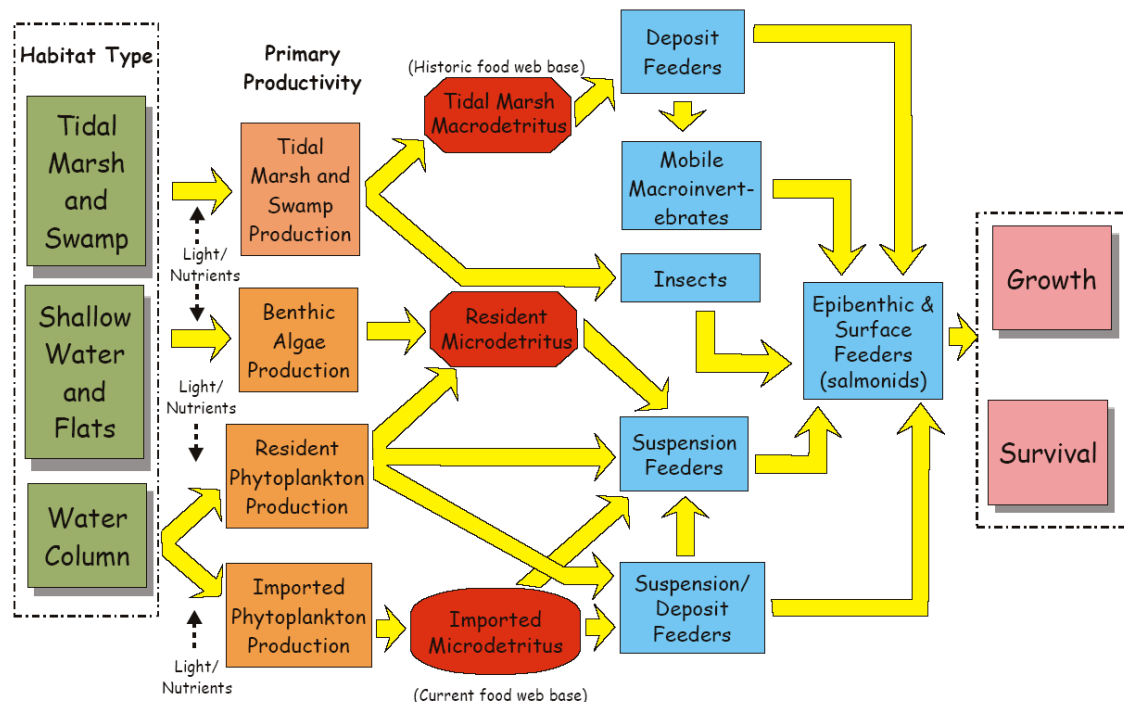 Habitat Type
Tidal
Marsh
and
Swamp
Shallow
Water
and
Flats
Water
Column
Primary
Productivity
Light/
Nutrients
Light/
Nutrients
Light/
Nutrients
Tidal
Marsh and
Swamp
Production
Benthic
Algae
Production
Resident
Phytoplankton
Production
Imported
Phytoplankton
Production
(Historic food web base)
Tidal Marsh
Macrodetritus
Resident
Microdetritus
Imported
Microdetritus
(Current food web base)
Deposit
Feeders
Mobile
Macroinvert-
ebrates
Insects
Suspension
Feeders
Suspension/
Deposit
Feeders
Epibenthic &
Surface
Feeders
(salmonids)
Growth
Survival